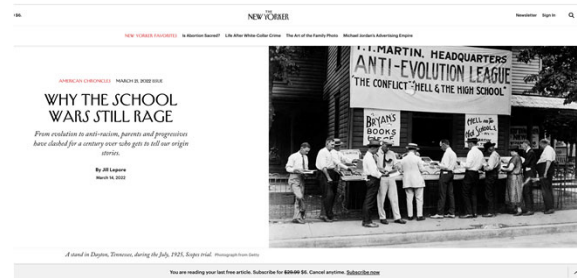 THE
NEW YORKER
Newsletter Sign In
NEW YORKER FAVORITES Is Abortion Sacred? Life After White-Collar Crime The Art of the Family Photo Michael Jordan's Advertising Empire
AMERICAN CHRONICLES MARCH 21, 2022 ISSUE
WHY THE SCHOOL
WARS STILL RAGE
From evolution to anti-racism, parents and progressives
have clashed for a century over who gets to tell our origin
stories.
By Jill Lepore
March 14, 2022
T.T. MARTIN, HEADQUARTERS
ANTI-EVOLUTION LEAGUE
"THE CONFLICT"-"HELL & THE HIGH SCHOOL"
BRYAN'S
BOOKS
HELL AND THE
HIGH SCHOOLS
A stand in Dayton, Tennessee, during the July, 1925, Scopes trial. Photograph from Getty
You are reading your last free article. Subscribe for $29.99 $6. Cancel anytime. Subscribe now